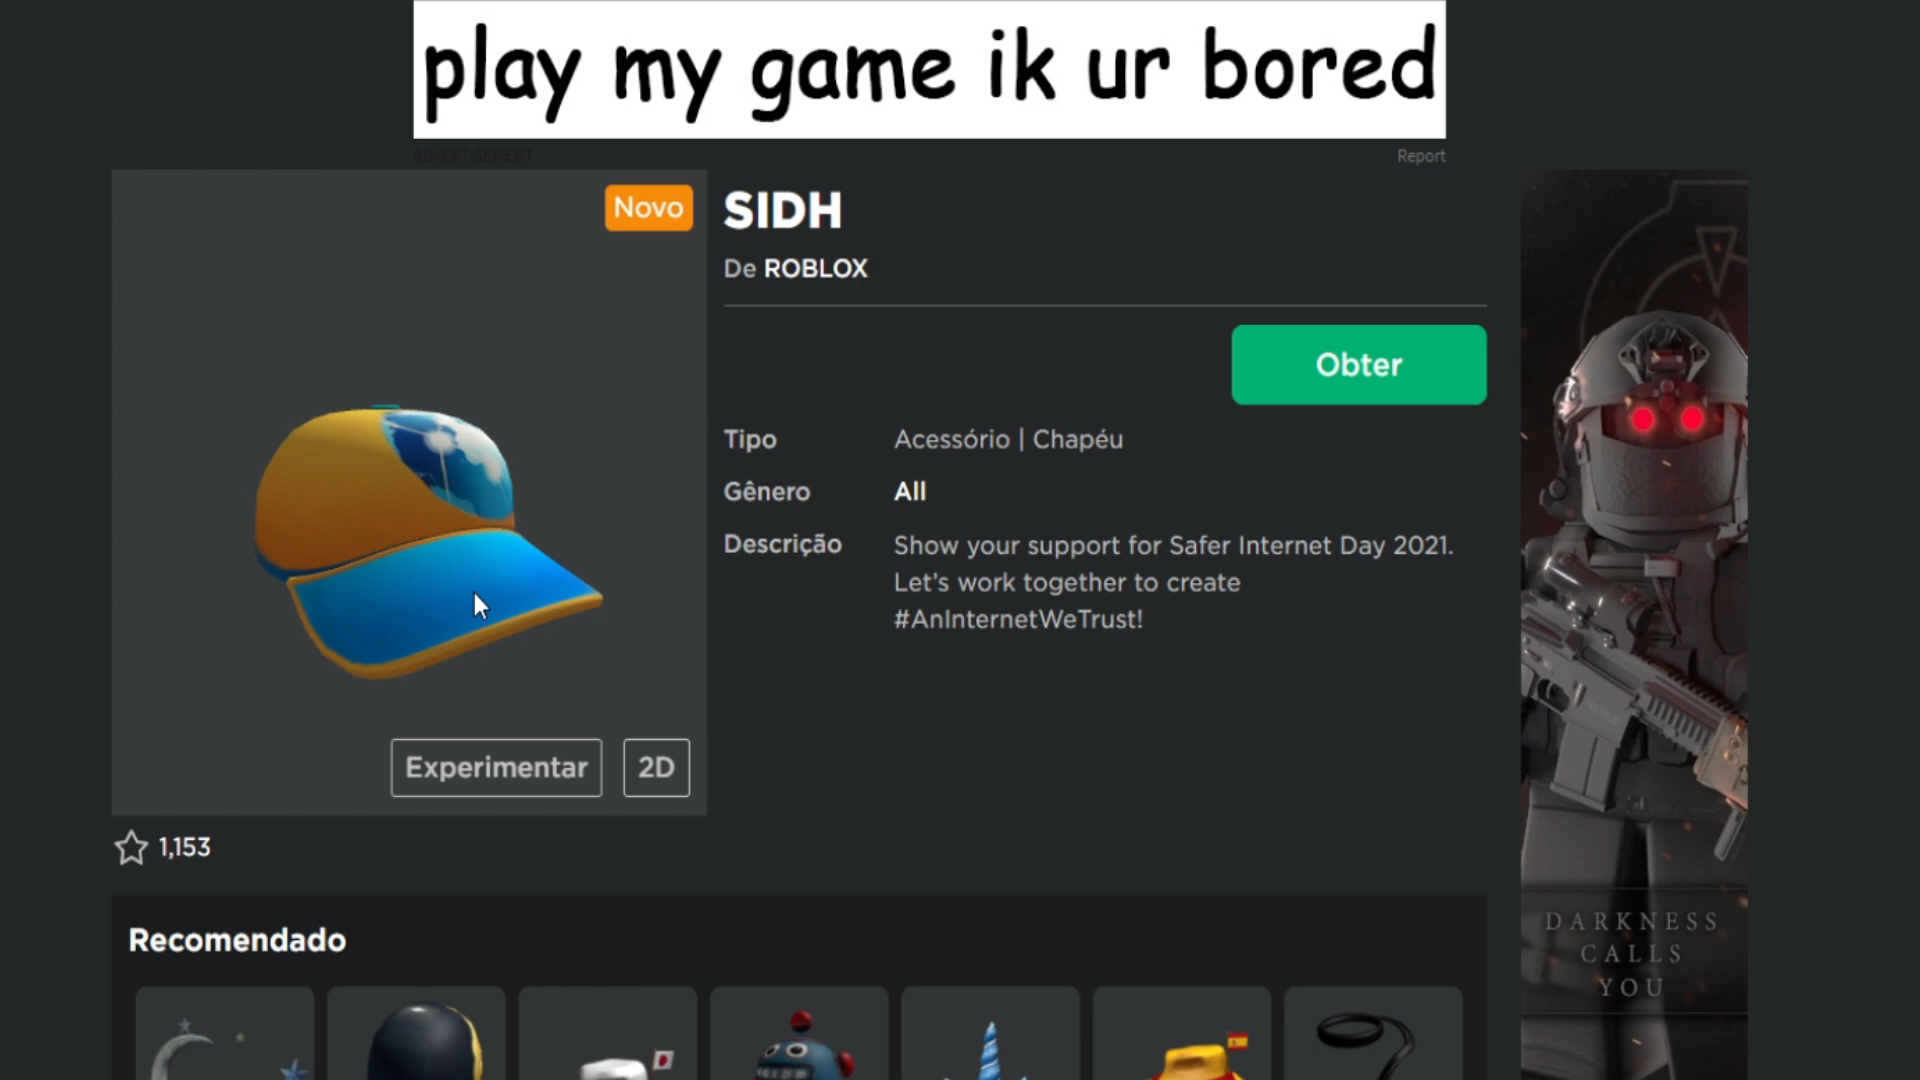 play my game ik ur bored
ADVERTISEMENT
Report
Novo
SIDH
De ROBLOX
Obter
Tipo
Acessório | Chapéu
Gênero
All
Descrição
Show your support for Safer Internet Day 2021.
Let's work together to create
#AnInternetWeTrust!
Experimentar
2D
1,153
Recomendado
DARKNESS
CALLS
YOU